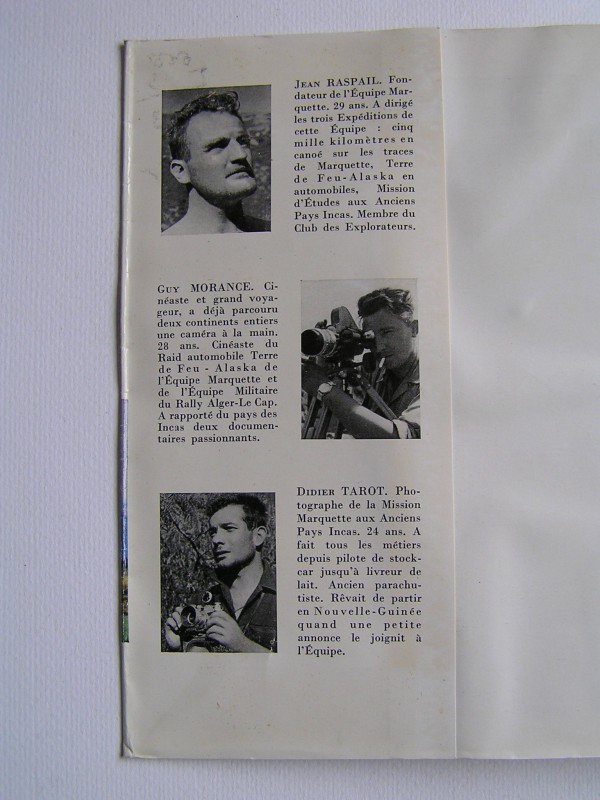 JEAN RASPAIL. Fon-
dateur de l'Équipe Mar-
quette. 29 ans. A dirigé
les trois Expéditions de
cette Équipe : cinq
mille kilomètres en
canoé sur les traces
de Marquette, Terre
de Feu-Alaska en
automobiles, Mission
d'Études aux Anciens
Pays Incas. Membre du
Club des Explorateurs.
GUY MORANCE. Ci-
néaste et grand voya-
geur, a déjà parcouru
deux continents entiers
une caméra à la main.
28 ans. Cinéaste du
Raid automobile Terre
de Feu - Alaska de
l'Équipe Marquette et
de l'Équipe Militaire
du Rally Alger-Le Cap.
A rapporté du pays des
Incas deux documen-
taires passionnants.
DIDIER TAROT. Pho-
tographe de la Mission
Marquette aux Anciens
Pays Incas. 24 ans. A
fait tous les métiers
depuis pilote de stock-
car jusqu'à livreur de
lait. Ancien parachu-
tiste. Rêvait de partir
en Nouvelle-Guinée
quand une petite
annonce le joignit à
l'Équipe.